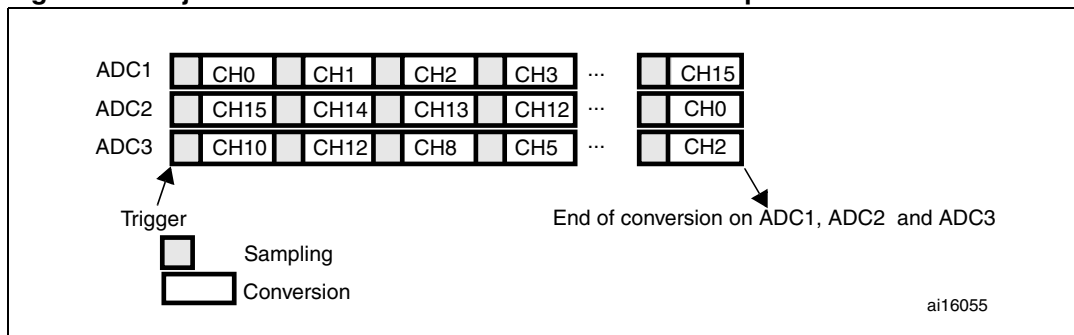 ADC1 CH0 CH1 CH2 CH3 ... CH15
ADC2 CH15 CH14 CH13 CH12 ... CH0
ADC3 CH10 CH12 CH8 CH5 ... CH2
Trigger
End of conversion on ADC1, ADC2 and ADC3
Sampling
Conversion
ai16055